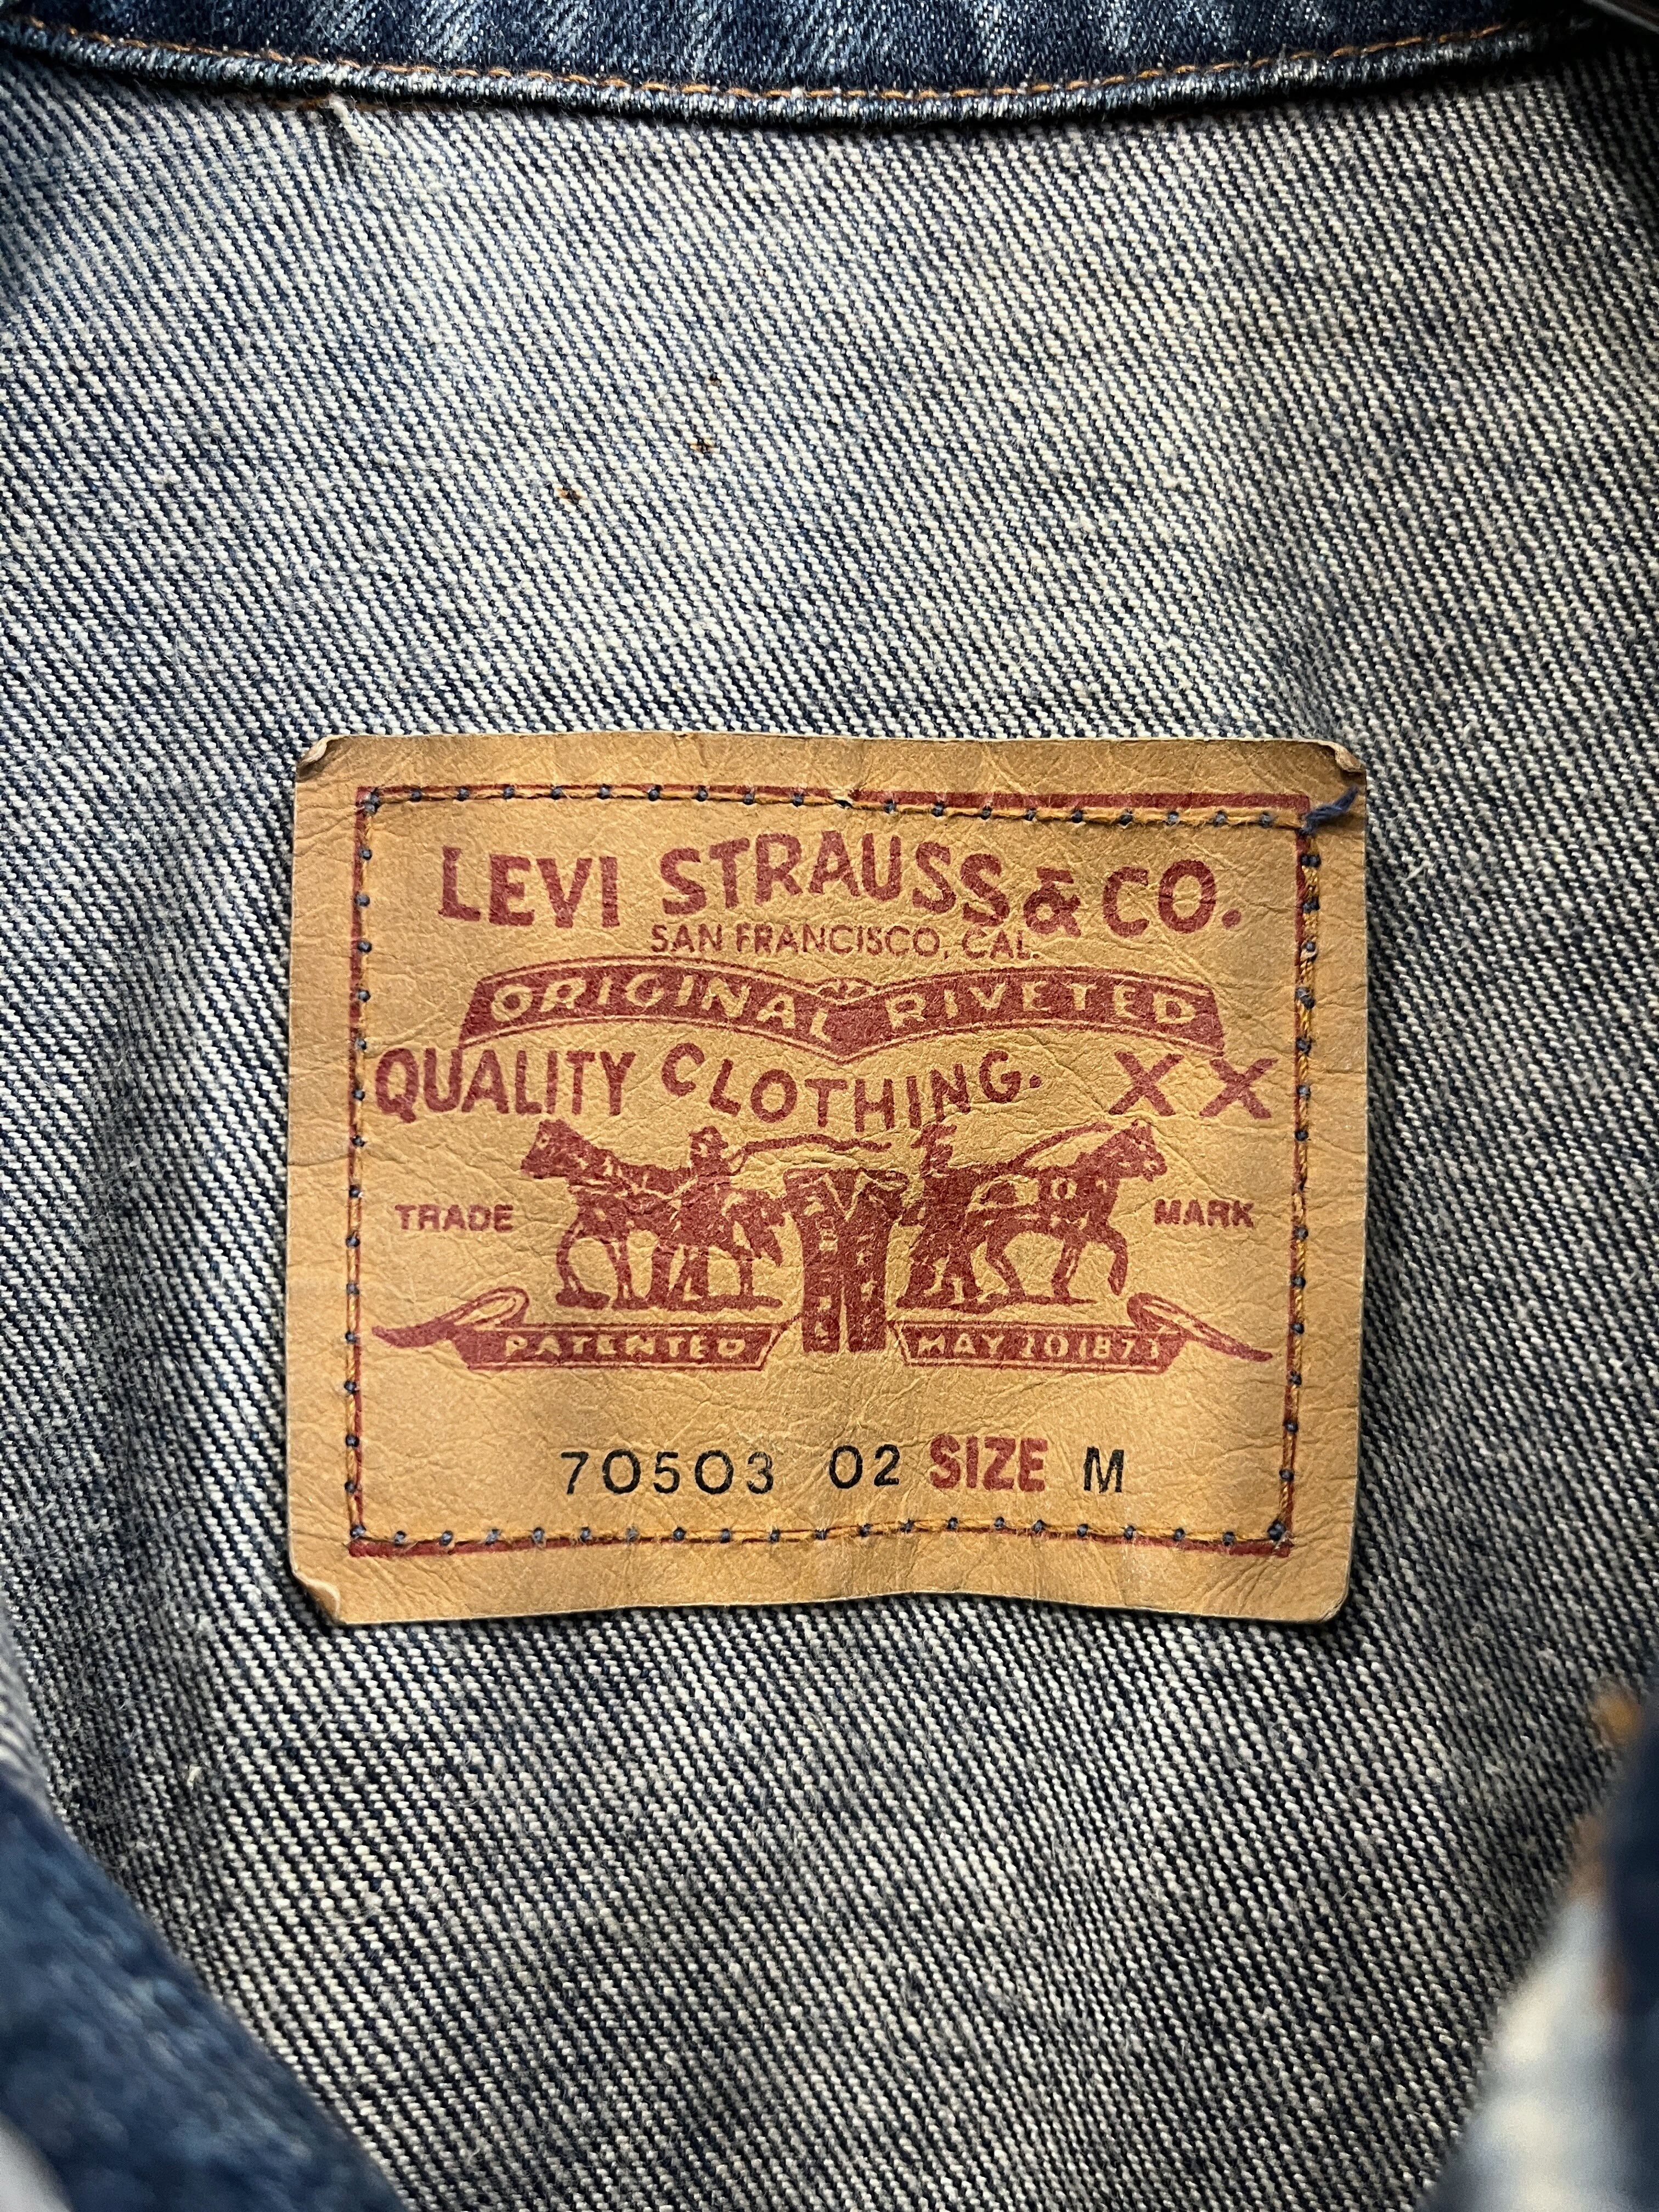 LEVI STRAUSS & CO.
SAN FRANCISCO, CAL.
ORIGINAL RIVETED
QUALITY CLOTHING. XX
TRADE MARK
PATENTED MAY 20 1873
70503 02 SIZE M